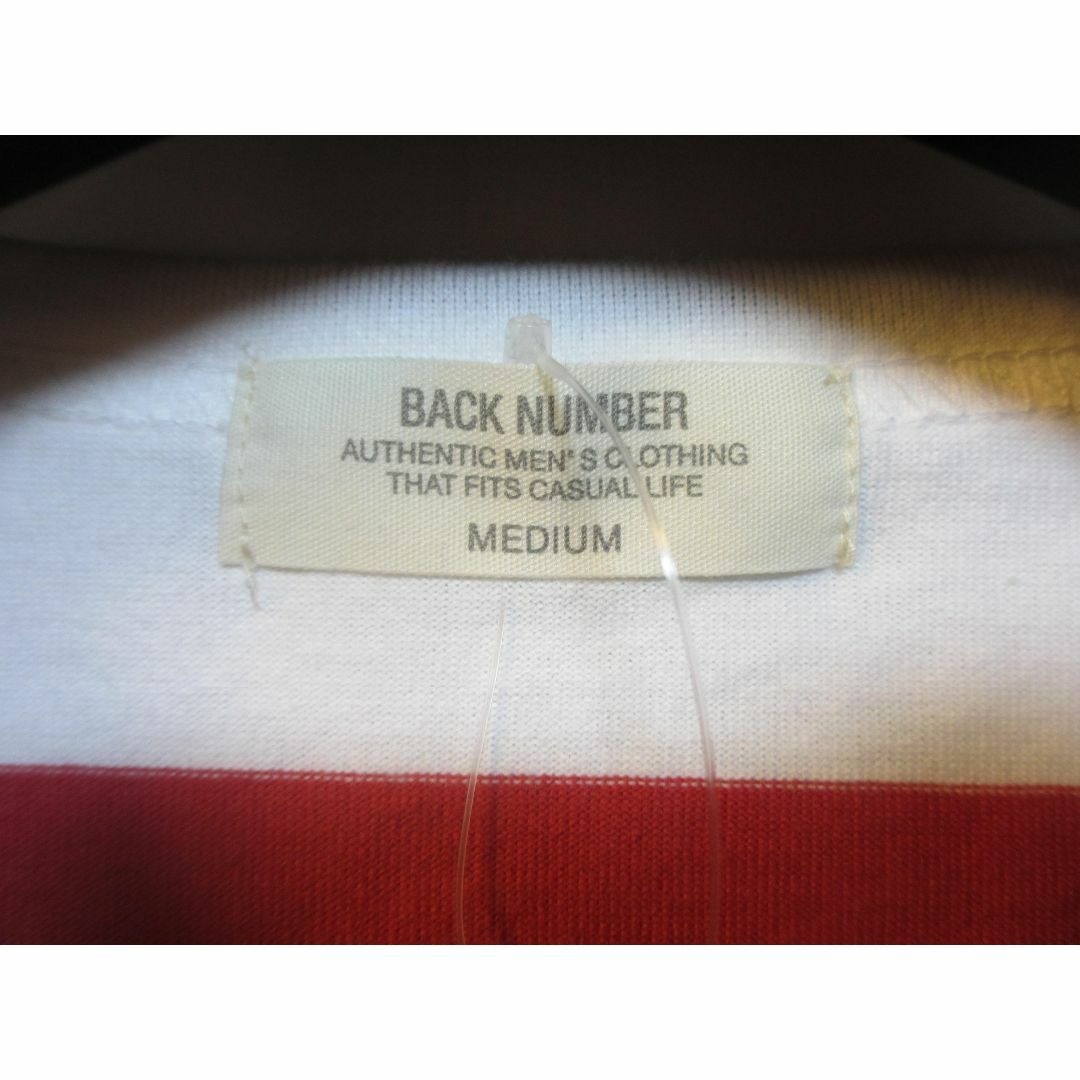 BACK NUMBER
AUTHENTIC MEN'S CLOTHING
THAT FITS CASUAL LIFE
MEDIUM